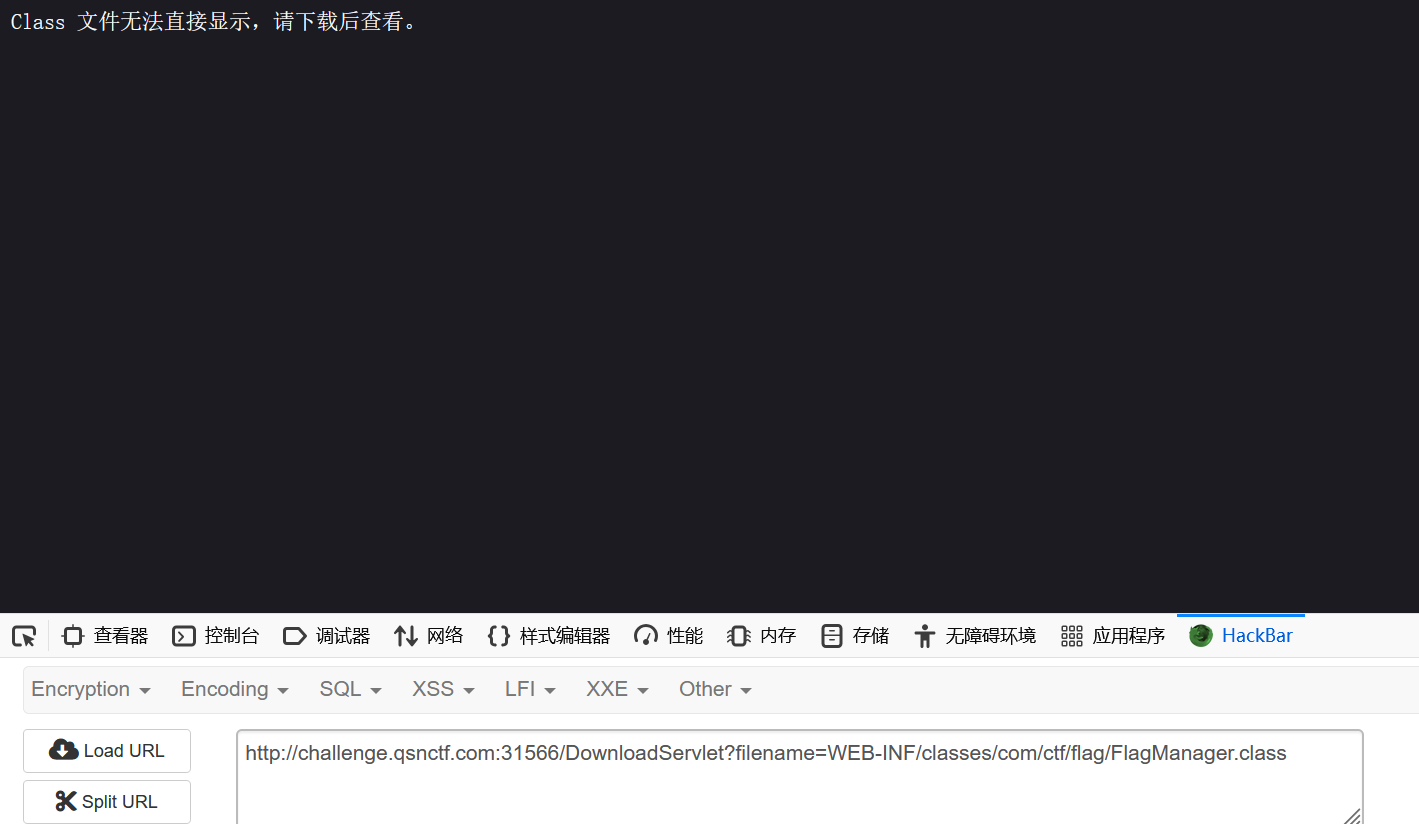 Class 文件无法直接显示，请下载后查看。
查看器 控制台 调试器 网络 样式编辑器 性能 内存 存储 无障碍环境 应用程序 HackBar
Encryption Encoding SQL XSS LFI XXE Other
Load URL
http://challenge.qsnctf.com:31566/DownloadServlet?filename=WEB-INF/classes/com/ctf/flag/FlagManager.class
Split URL